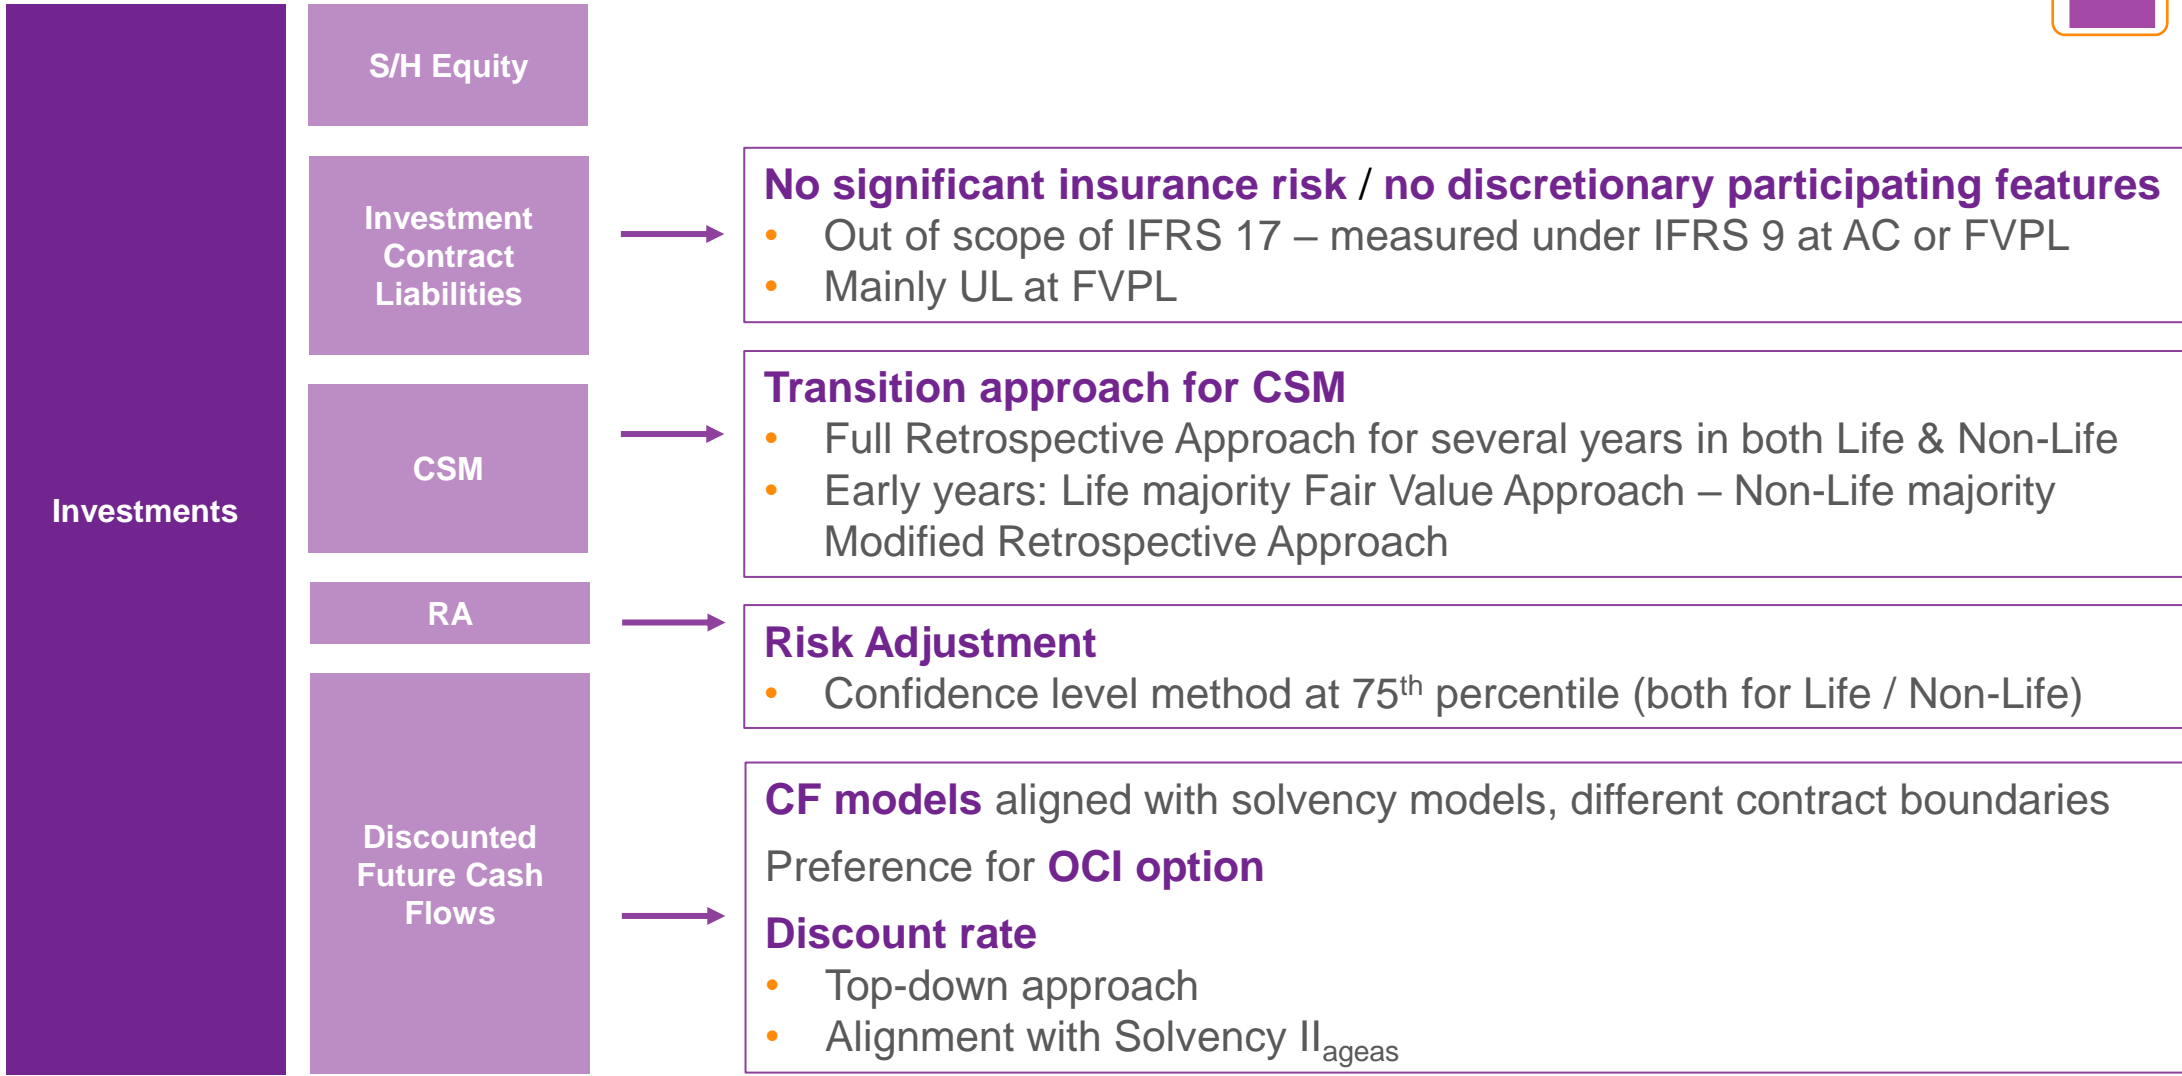 Investments
S/H Equity
Investment
Contract
Liabilities
No significant insurance risk / no discretionary participating features
• Out of scope of IFRS 17 – measured under IFRS 9 at AC or FVPL
• Mainly UL at FVPL
CSM
Transition approach for CSM
• Full Retrospective Approach for several years in both Life & Non-Life
• Early years: Life majority Fair Value Approach – Non-Life majority
Modified Retrospective Approach
RA
Risk Adjustment
• Confidence level method at 75th percentile (both for Life / Non-Life)
Discounted
Future Cash
Flows
CF models aligned with solvency models, different contract boundaries
Preference for OCI option
Discount rate
• Top-down approach
• Alignment with Solvency IIageas